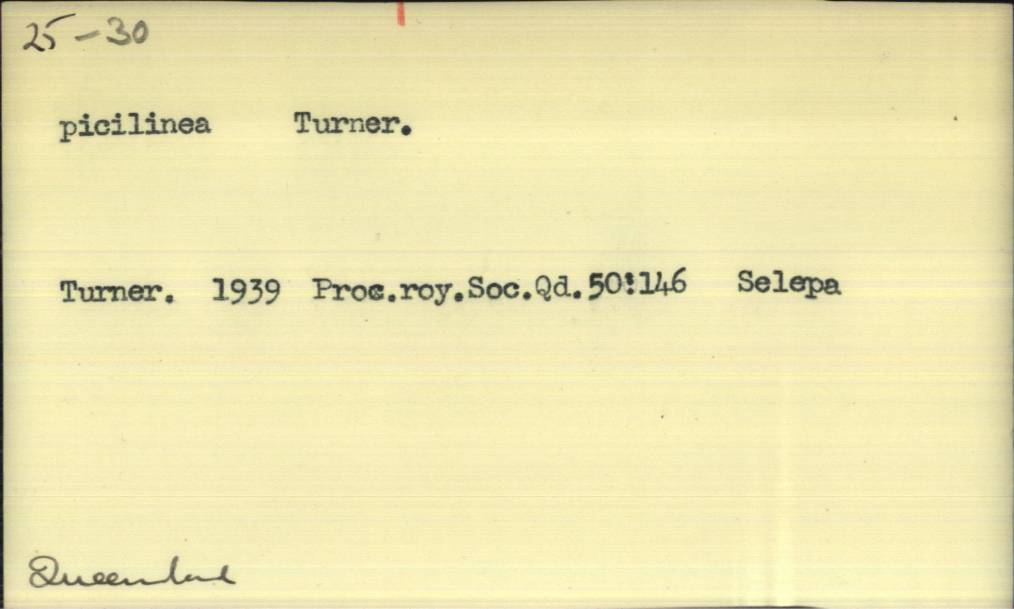 25-30
picilinea Turner.
Turner. 1939 Proc.roy.Soc.Qd.50:146 Selepa
Queensland